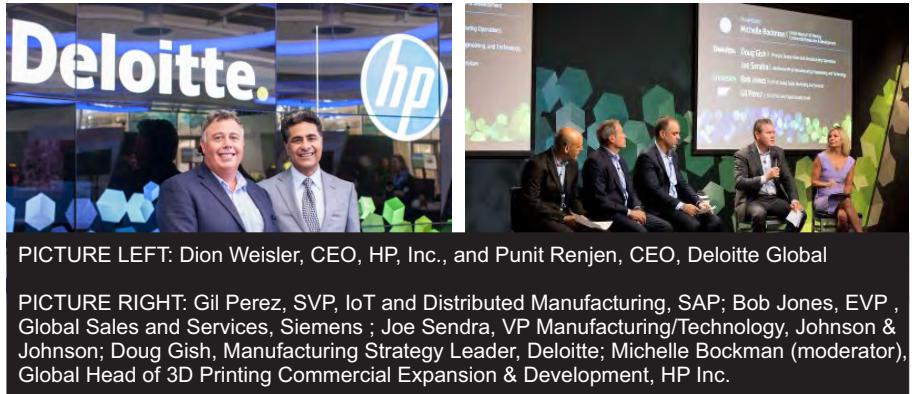 Deloitte.
hp
Michelle Bockman
Doug Gish
Joe Sendra
Bob Jones
Gil Perez
PICTURE LEFT: Dion Weisler, CEO, HP, Inc., and Punit Renjen, CEO, Deloitte Global
PICTURE RIGHT: Gil Perez, SVP, IoT and Distributed Manufacturing, SAP; Bob Jones, EVP ,
Global Sales and Services, Siemens ; Joe Sendra, VP Manufacturing/Technology, Johnson &
Johnson; Doug Gish, Manufacturing Strategy Leader, Deloitte; Michelle Bockman (moderator),
Global Head of 3D Printing Commercial Expansion & Development, HP Inc.